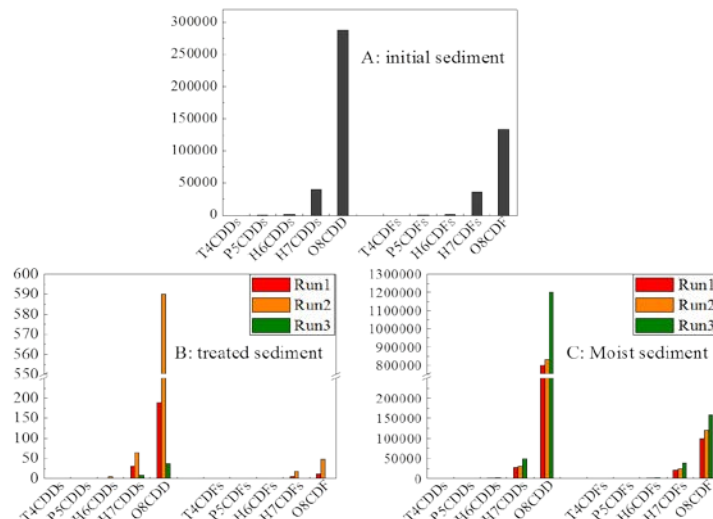 300000
250000
200000
150000
100000
50000
0
A: initial sediment
T4CDDs P5CDDs H6CDDs H7CDDs O8CDD T4CDFs P5CDFs H6CDFs H7CDFs O8CDF
600
590
580
570
560
550
200
150
100
50
0
Run1
Run2
Run3
B: treated sediment
T4CDDs P5CDDs H6CDDs H7CDDs O8CDD T4CDFs P5CDFs H6CDFs H7CDFs O8CDF
1300000
1200000
1100000
1000000
900000
800000
200000
150000
100000
50000
0
Run1
Run2
Run3
C: Moist sediment
T4CDDs P5CDDs H6CDDs H7CDDs O8CDD T4CDFs P5CDFs H6CDFs H7CDFs O8CDF